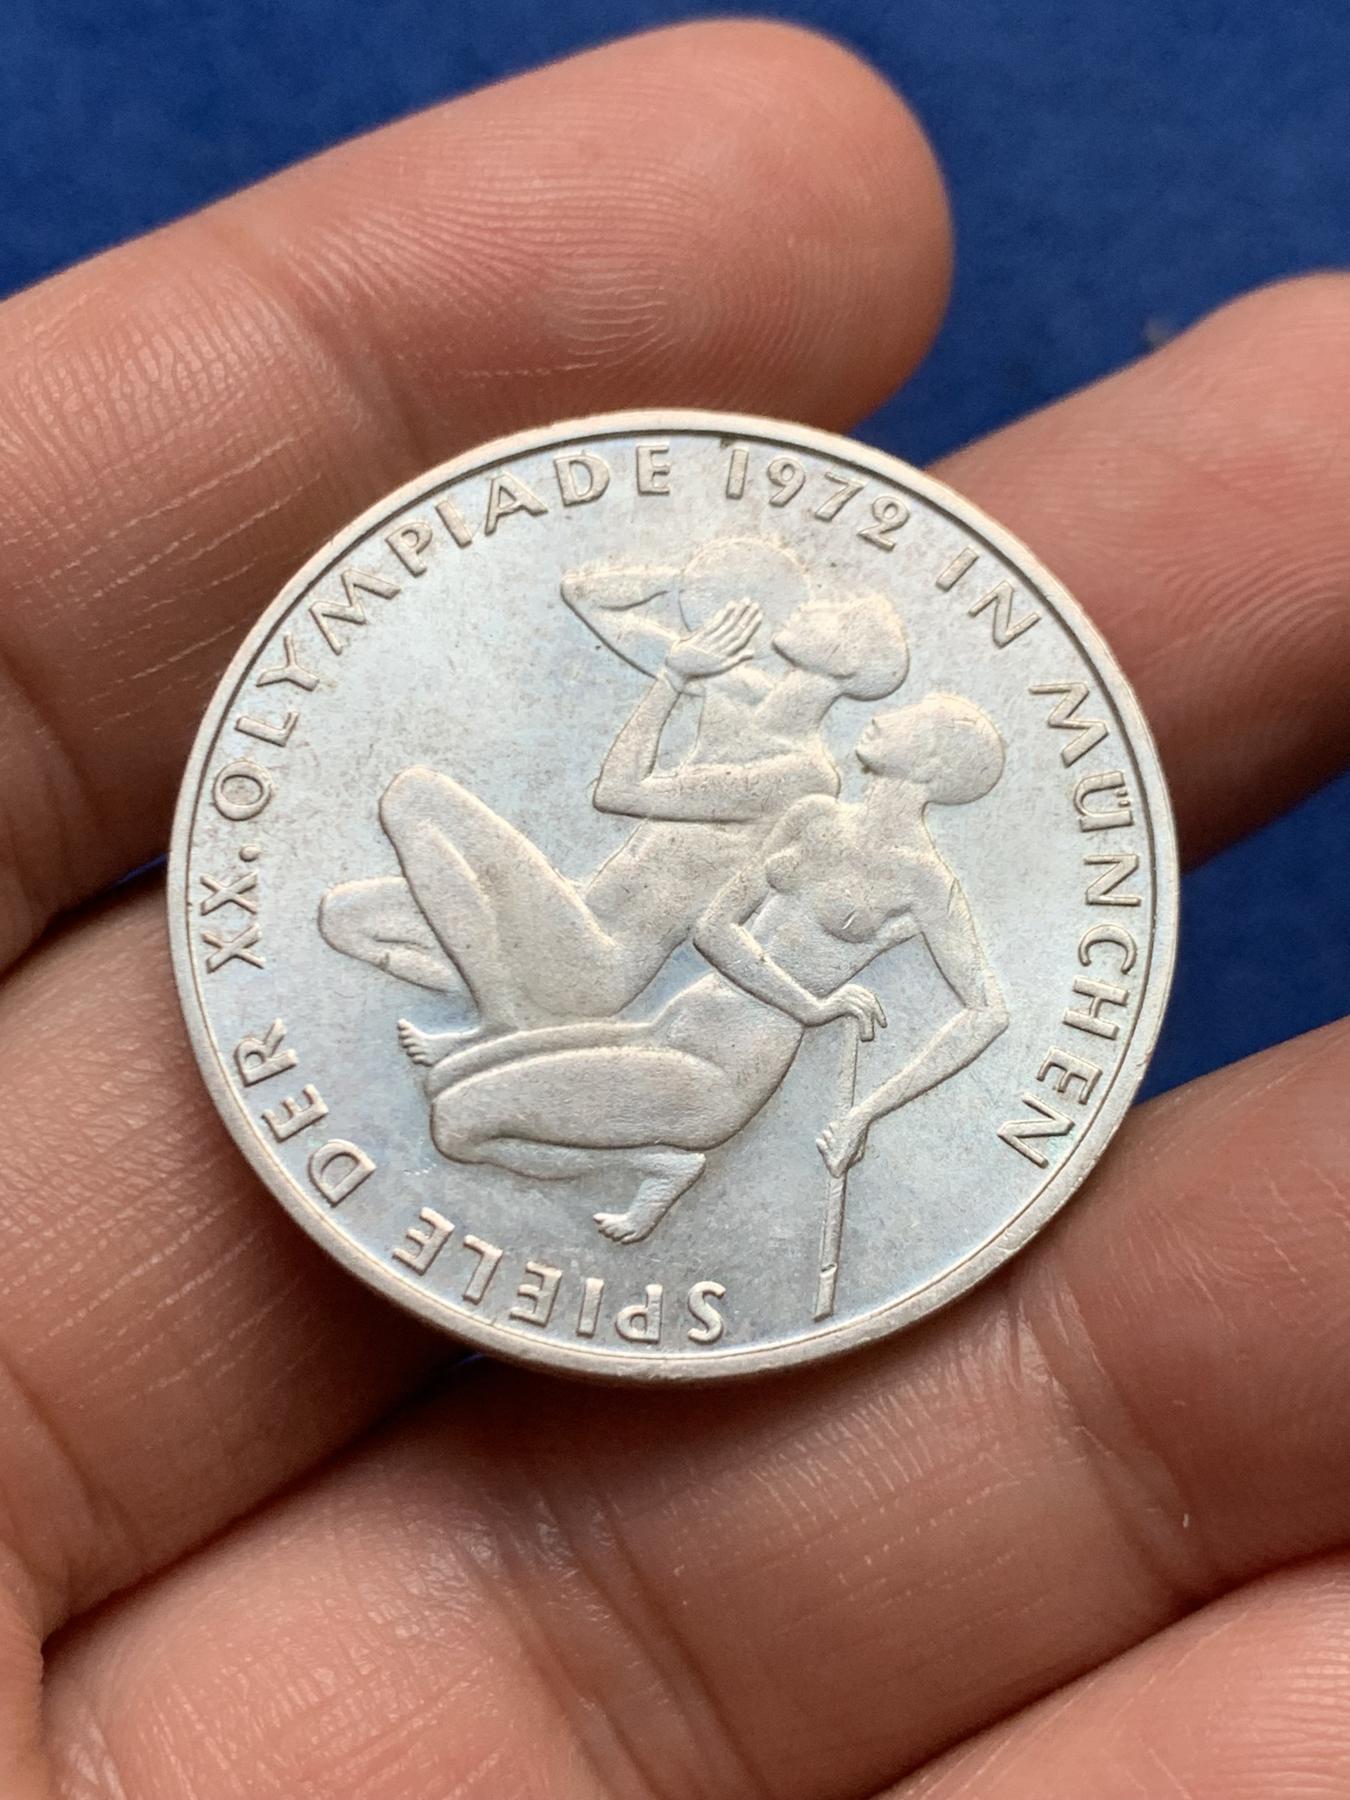 SPIELE DER XX. OLYMPIADE 1972 IN MÜNCHEN